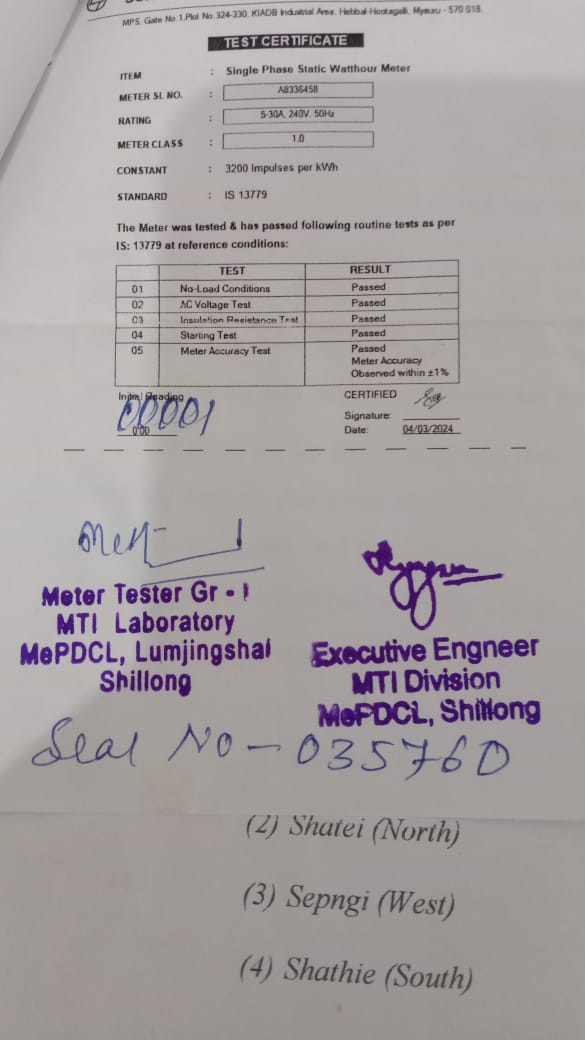 MPS, Gate No.1,Plot No.324-330, KIADB Industrial Area, Hebbal-Hootagalli, Mysuru - 570 018.
TEST CERTIFICATE
ITEM : Single Phase Static Watthour Meter
METER SL NO. : A8336458
RATING : 5-30A, 240V, 50Hz
METER CLASS : 1.0
CONSTANT : 3200 Impulses per kWh
STANDARD : IS 13779
The Meter was tested & has passed following routine tests as per
IS: 13779 at reference conditions:
TEST RESULT
01 No-Load Conditions Passed
02 AC Voltage Test Passed
03 Insulation Resistance Test Passed
04 Starting Test Passed
05 Meter Accuracy Test Passed
Meter Accuracy
Observed within ±1%
Initial Reading
00001
0.00
CERTIFIED
Signature:
Date: 04/03/2024
Meter Tester Gr - I
MTI Laboratory
MePDCL, Lumjingshai
Shillong
Executive Engneer
MTI Division
MePDCL, Shillong
Seal No - 035760
(2) Shatei (North)
(3) Sepngi (West)
(4) Shathie (South)